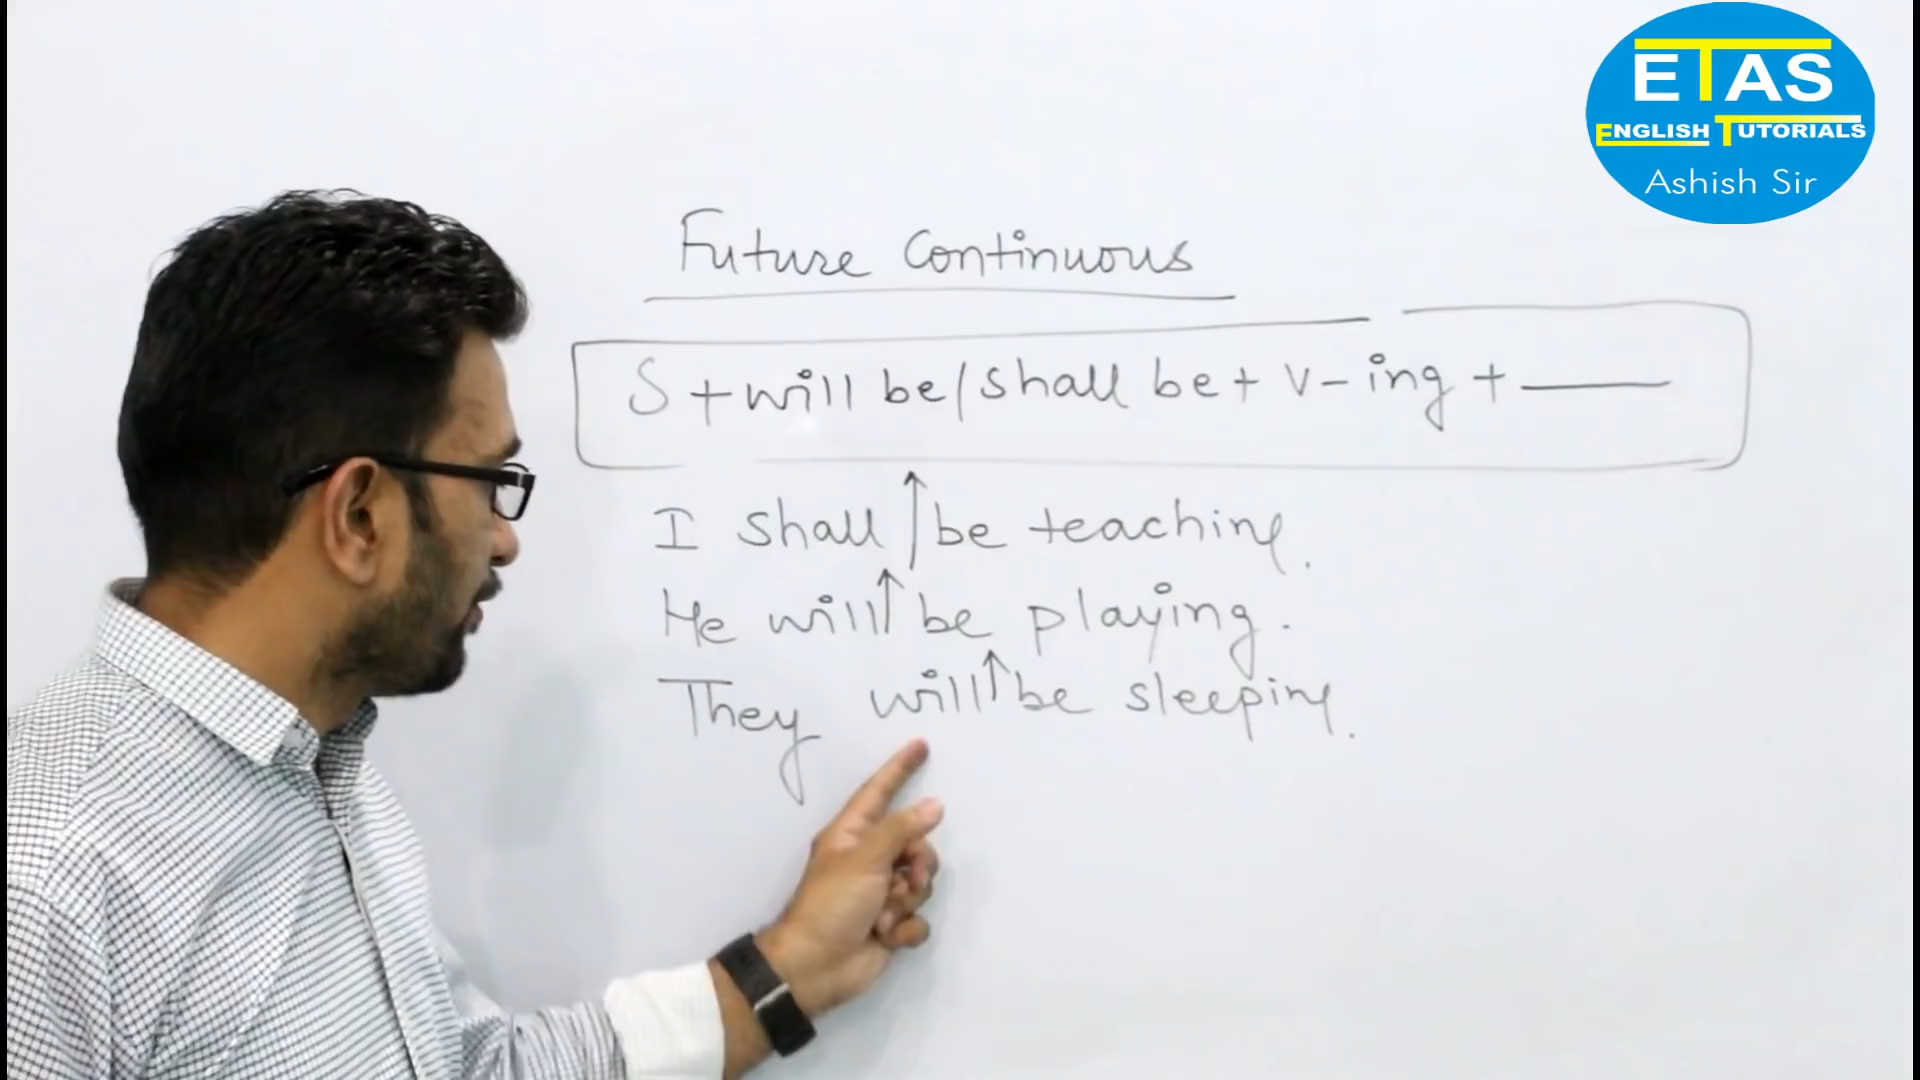 ETAS
ENGLISH TUTORIALS
Ashish Sir
Future Continuous
S + will be / shall be + V - ing + ———
I shall be teaching.
He will be playing.
They will be sleeping.